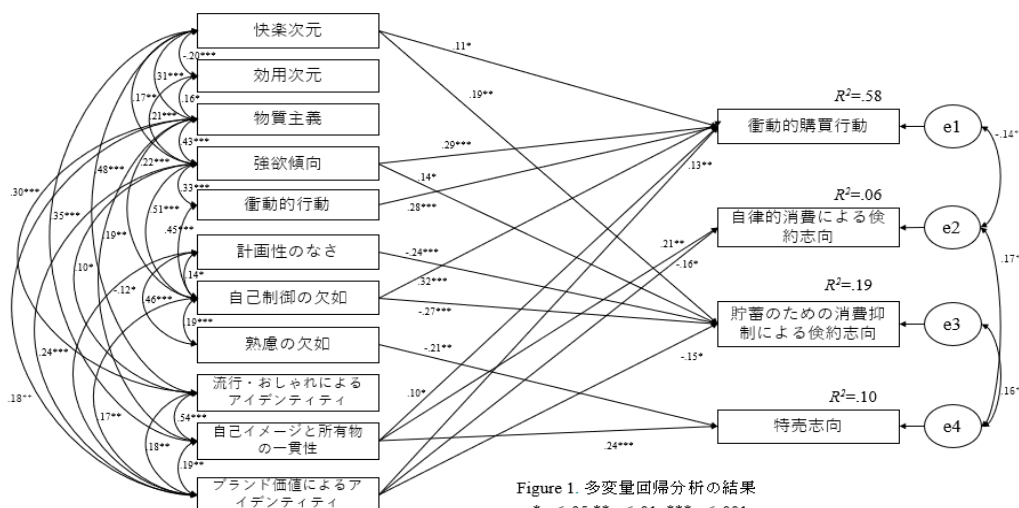 快楽次元
効用次元
物質主義
強欲傾向
衝動的行動
計画性のなさ
自己制御の欠如
熟慮の欠如
流行・おしゃれによる
アイデンティティ
自己イメージと所有物
の一貫性
ブランド価値によるア
イデンティティ
-.20***
.31***
.16*
.17**
.21***
.43***
.48***
.22***
.30***
.33***
.51***
.35***
.19**
.45***
.10*
.14*
-.12*
.46***
.19***
.24***
.18**
.17**
.54***
.18**
.19**
.11*
.19**
.29***
.14*
.28***
.13**
-.24***
.32***
.21**
-.16*
-.27***
-.21**
-.15*
.10*
.24***
R²=.58
衝動的購買行動
e1
-.14*
R²=.06
自律的消費による倹
約志向
e2
.17*
R²=.19
貯蓄のための消費抑
制による倹約志向
e3
.16*
R²=.10
特売志向
e4
Figure 1. 多変量回帰分析の結果